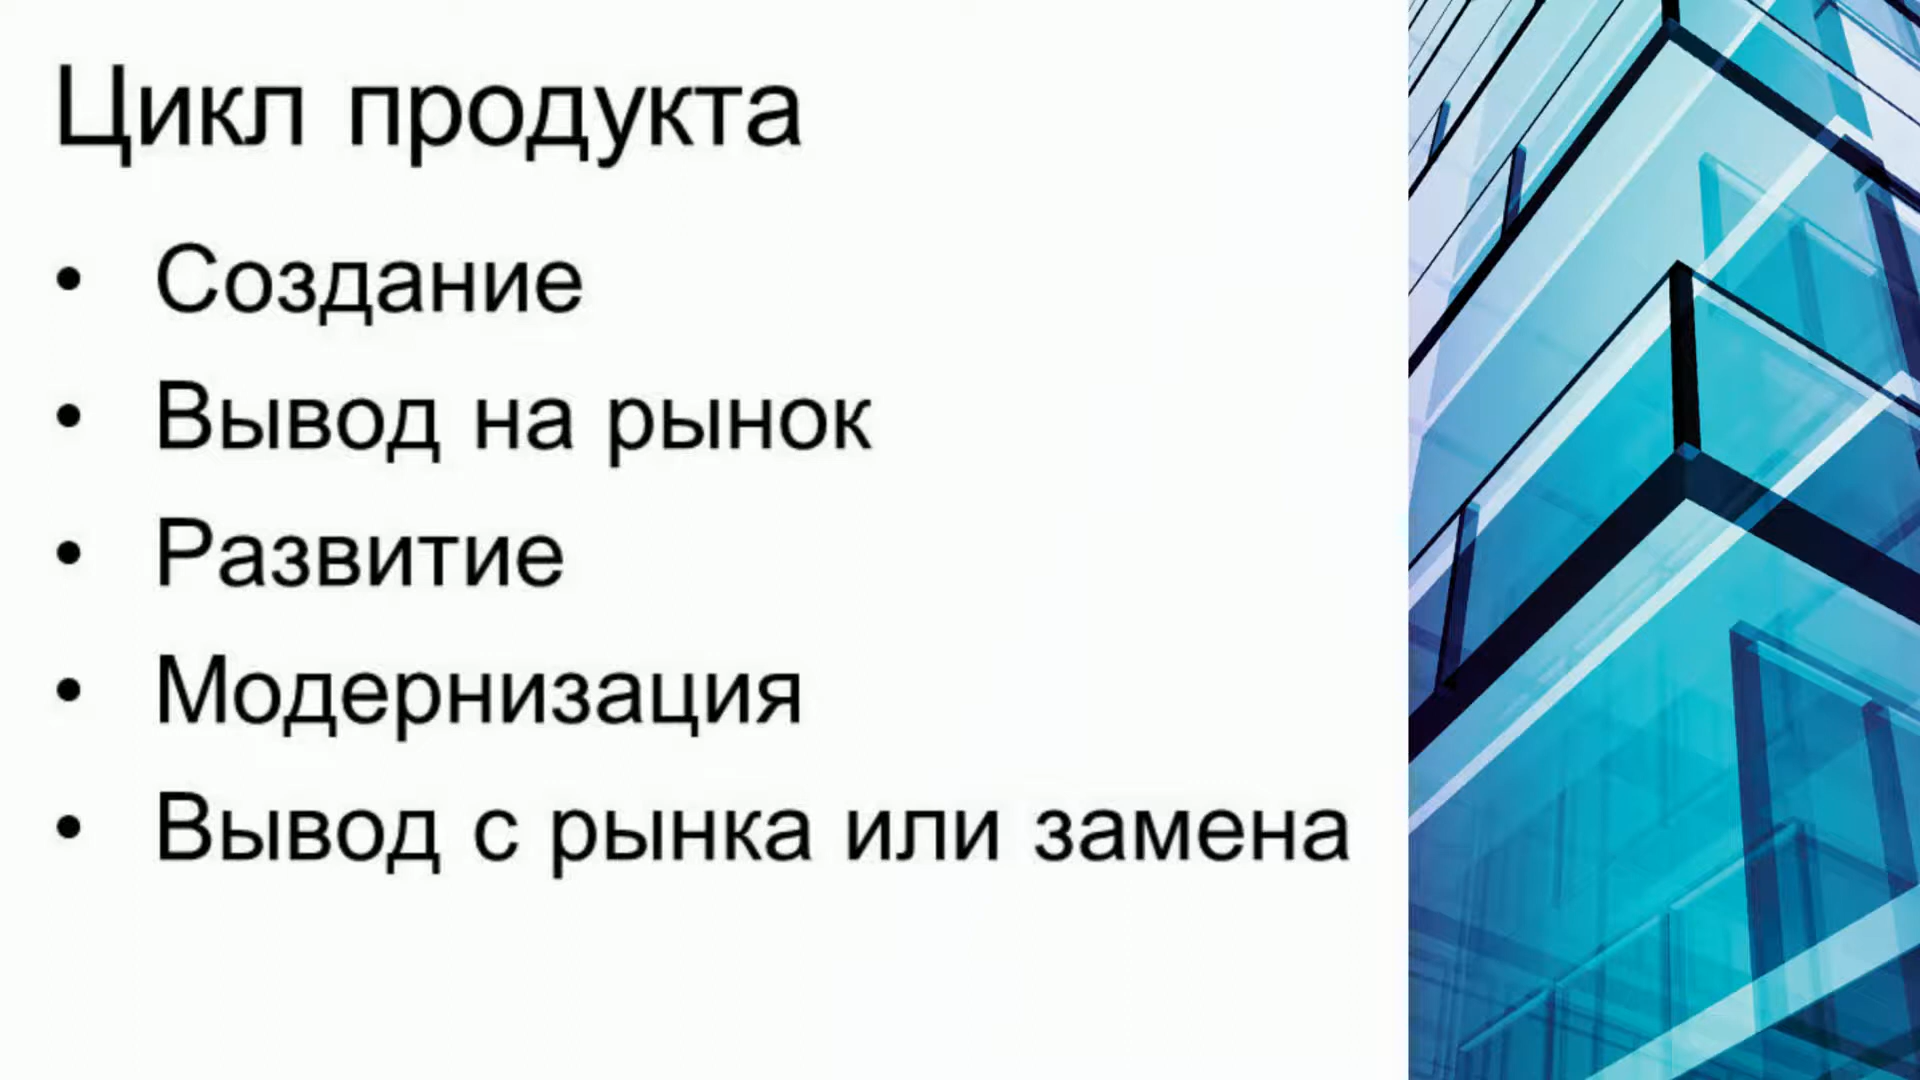 Цикл продукта
• Создание
• Вывод на рынок
• Развитие
• Модернизация
• Вывод с рынка или замена